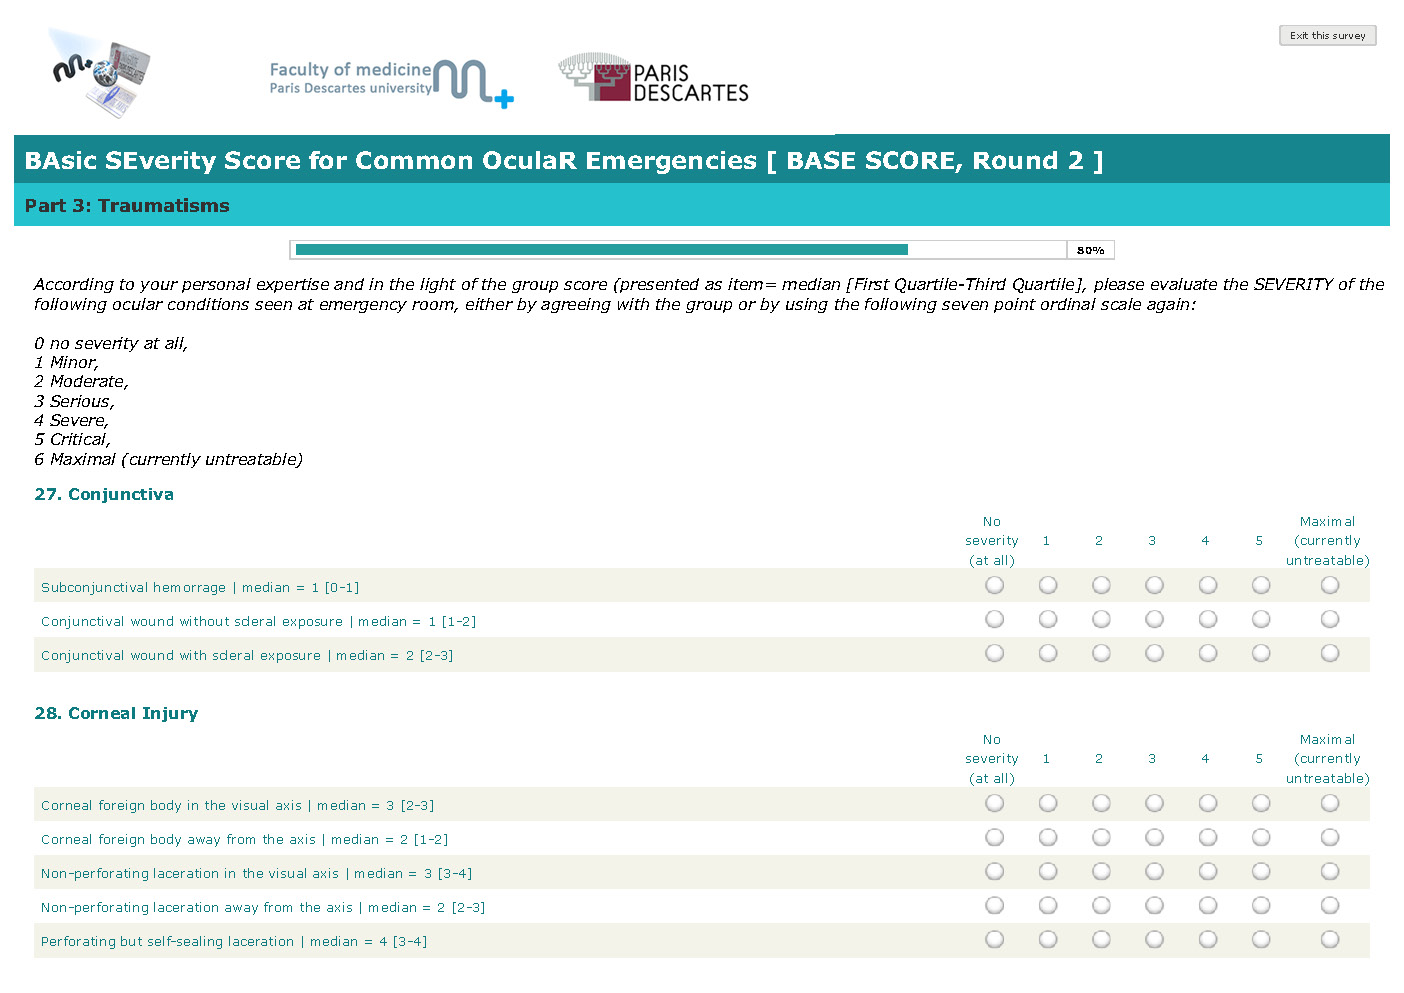 Exit this survey
Faculty of medicine
Paris Descartes university
PARIS
DESCARTES
BAsic SEverity Score for Common OculaR Emergencies [ BASE SCORE, Round 2 ]
Part 3: Traumatisms
80%
According to your personal expertise and in the light of the group score (presented as item= median [First Quartile-Third Quartile], please evaluate the SEVERITY of the
following ocular conditions seen at emergency room, either by agreeing with the group or by using the following seven point ordinal scale again:
0 no severity at all,
1 Minor,
2 Moderate,
3 Serious,
4 Severe,
5 Critical,
6 Maximal (currently untreatable)
27. Conjunctiva
No severity (at all) 1 2 3 4 5 Maximal (currently untreatable)
Subconjunctival hemorrage | median = 1 [0-1]
Conjunctival wound without scleral exposure | median = 1 [1-2]
Conjunctival wound with scleral exposure | median = 2 [2-3]
28. Corneal Injury
No severity (at all) 1 2 3 4 5 Maximal (currently untreatable)
Corneal foreign body in the visual axis | median = 3 [2-3]
Corneal foreign body away from the axis | median = 2 [1-2]
Non-perforating laceration in the visual axis | median = 3 [3-4]
Non-perforating laceration away from the axis | median = 2 [2-3]
Perforating but self-sealing laceration | median = 4 [3-4]